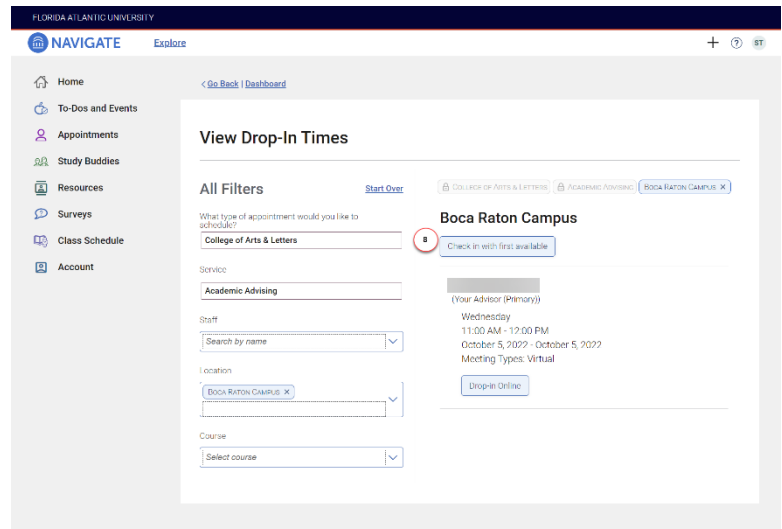 FLORIDA ATLANTIC UNIVERSITY
NAVIGATE
Explore
ST
Home
To-Dos and Events
Appointments
Study Buddies
Resources
Surveys
Class Schedule
Account
< Go Back | Dashboard
View Drop-In Times
All Filters
Start Over
What type of appointment would you like to
schedule?
College of Arts & Letters
Service
Academic Advising
Staff
Search by name
Location
BOCA RATON CAMPUS ×
Course
Select course
COLLEGE OF ARTS & LETTERS ACADEMIC ADVISING BOCA RATON CAMPUS ×
Boca Raton Campus
8
Check in with first available
(Your Advisor (Primary))
Wednesday
11:00 AM - 12:00 PM
October 5, 2022 - October 5, 2022
Meeting Types: Virtual
Drop-in Online